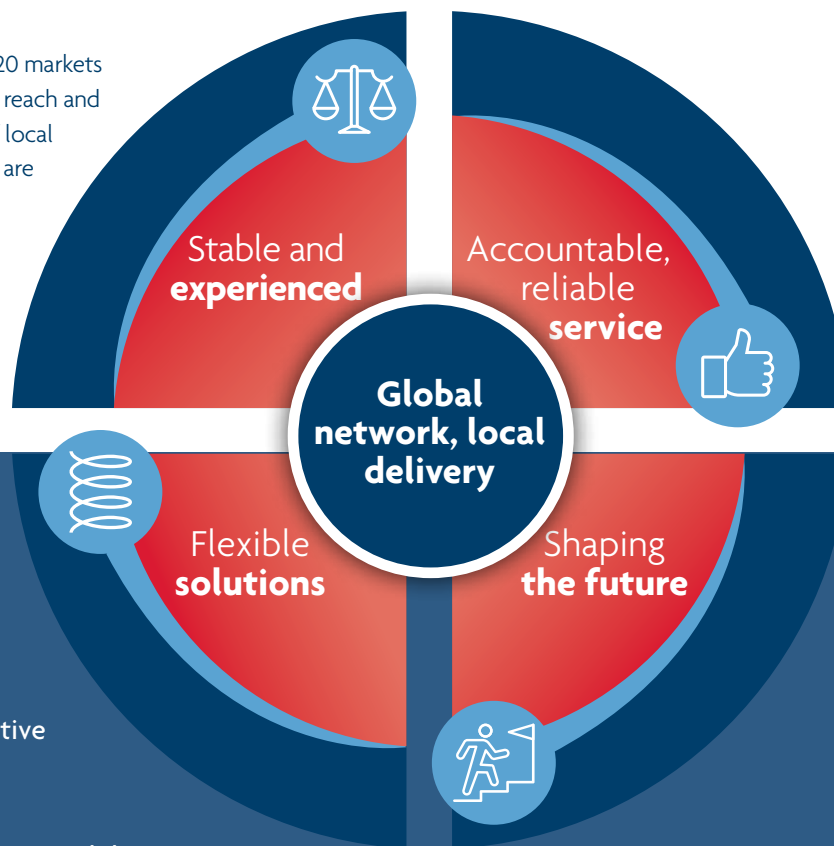 20 markets
reach and
local
are
Stable and
experienced
Accountable,
reliable
service
Global
network, local
delivery
Flexible
solutions
Shaping
the future
tive